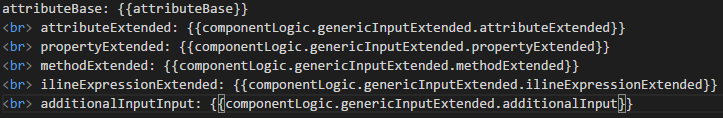 attributeBase: {{attributeBase}}
<br> attributeExtended: {{componentLogic.genericInputExtended.attributeExtended}}
<br> propertyExtended: {{componentLogic.genericInputExtended.propertyExtended}}
<br> methodExtended: {{componentLogic.genericInputExtended.methodExtended}}
<br> ilineExpressionExtended: {{componentLogic.genericInputExtended.ilineExpressionExtended}}
<br> additionalInputInput: {{componentLogic.genericInputExtended.additionalInput}}